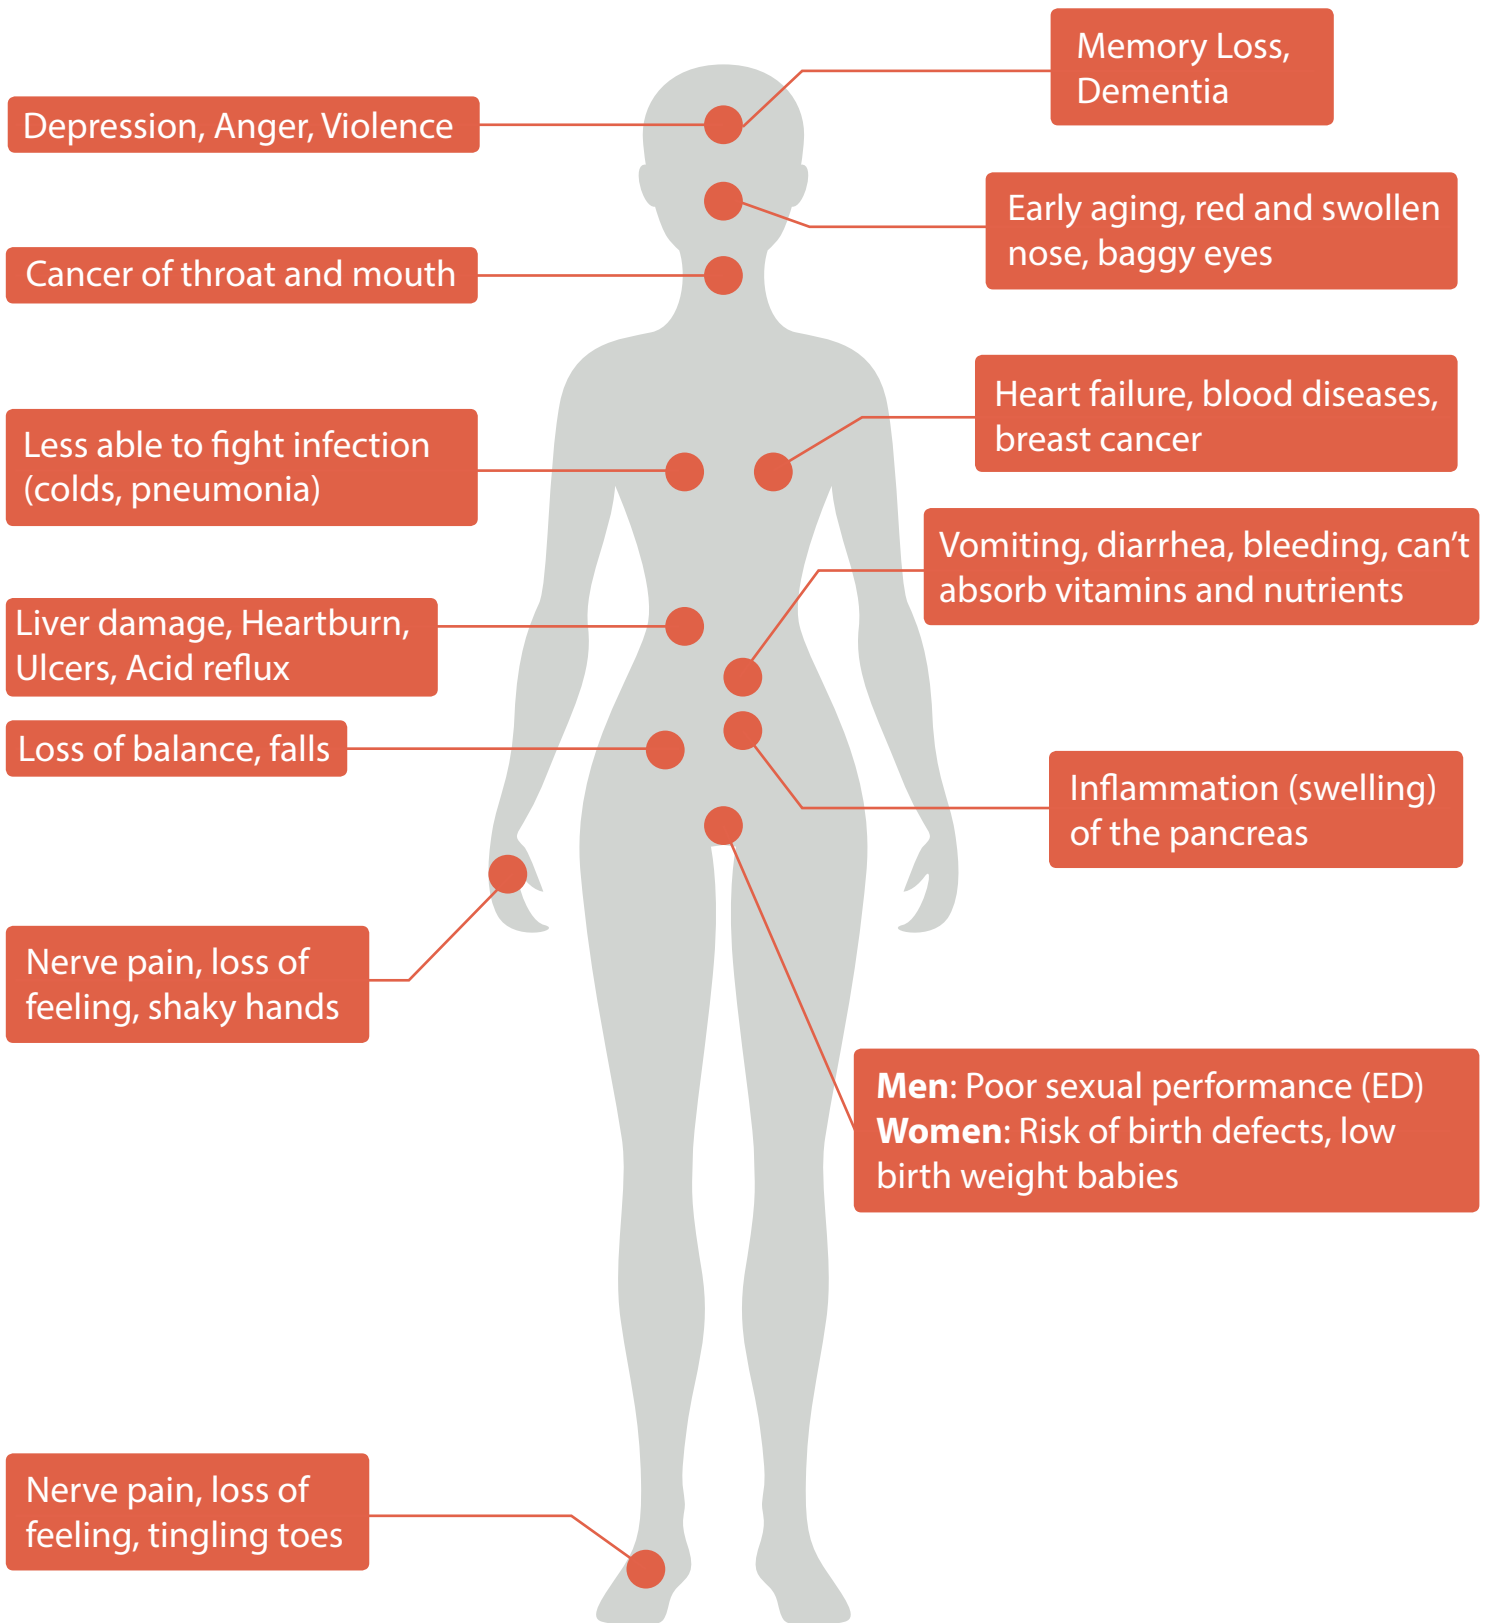 Memory Loss,
Dementia
Depression, Anger, Violence
Early aging, red and swollen
nose, baggy eyes
Cancer of throat and mouth
Heart failure, blood diseases,
breast cancer
Less able to fight infection
(colds, pneumonia)
Vomiting, diarrhea, bleeding, can’t
absorb vitamins and nutrients
Liver damage, Heartburn,
Ulcers, Acid reflux
Loss of balance, falls
Inflammation (swelling)
of the pancreas
Nerve pain, loss of
feeling, shaky hands
Men: Poor sexual performance (ED)
Women: Risk of birth defects, low
birth weight babies
Nerve pain, loss of
feeling, tingling toes